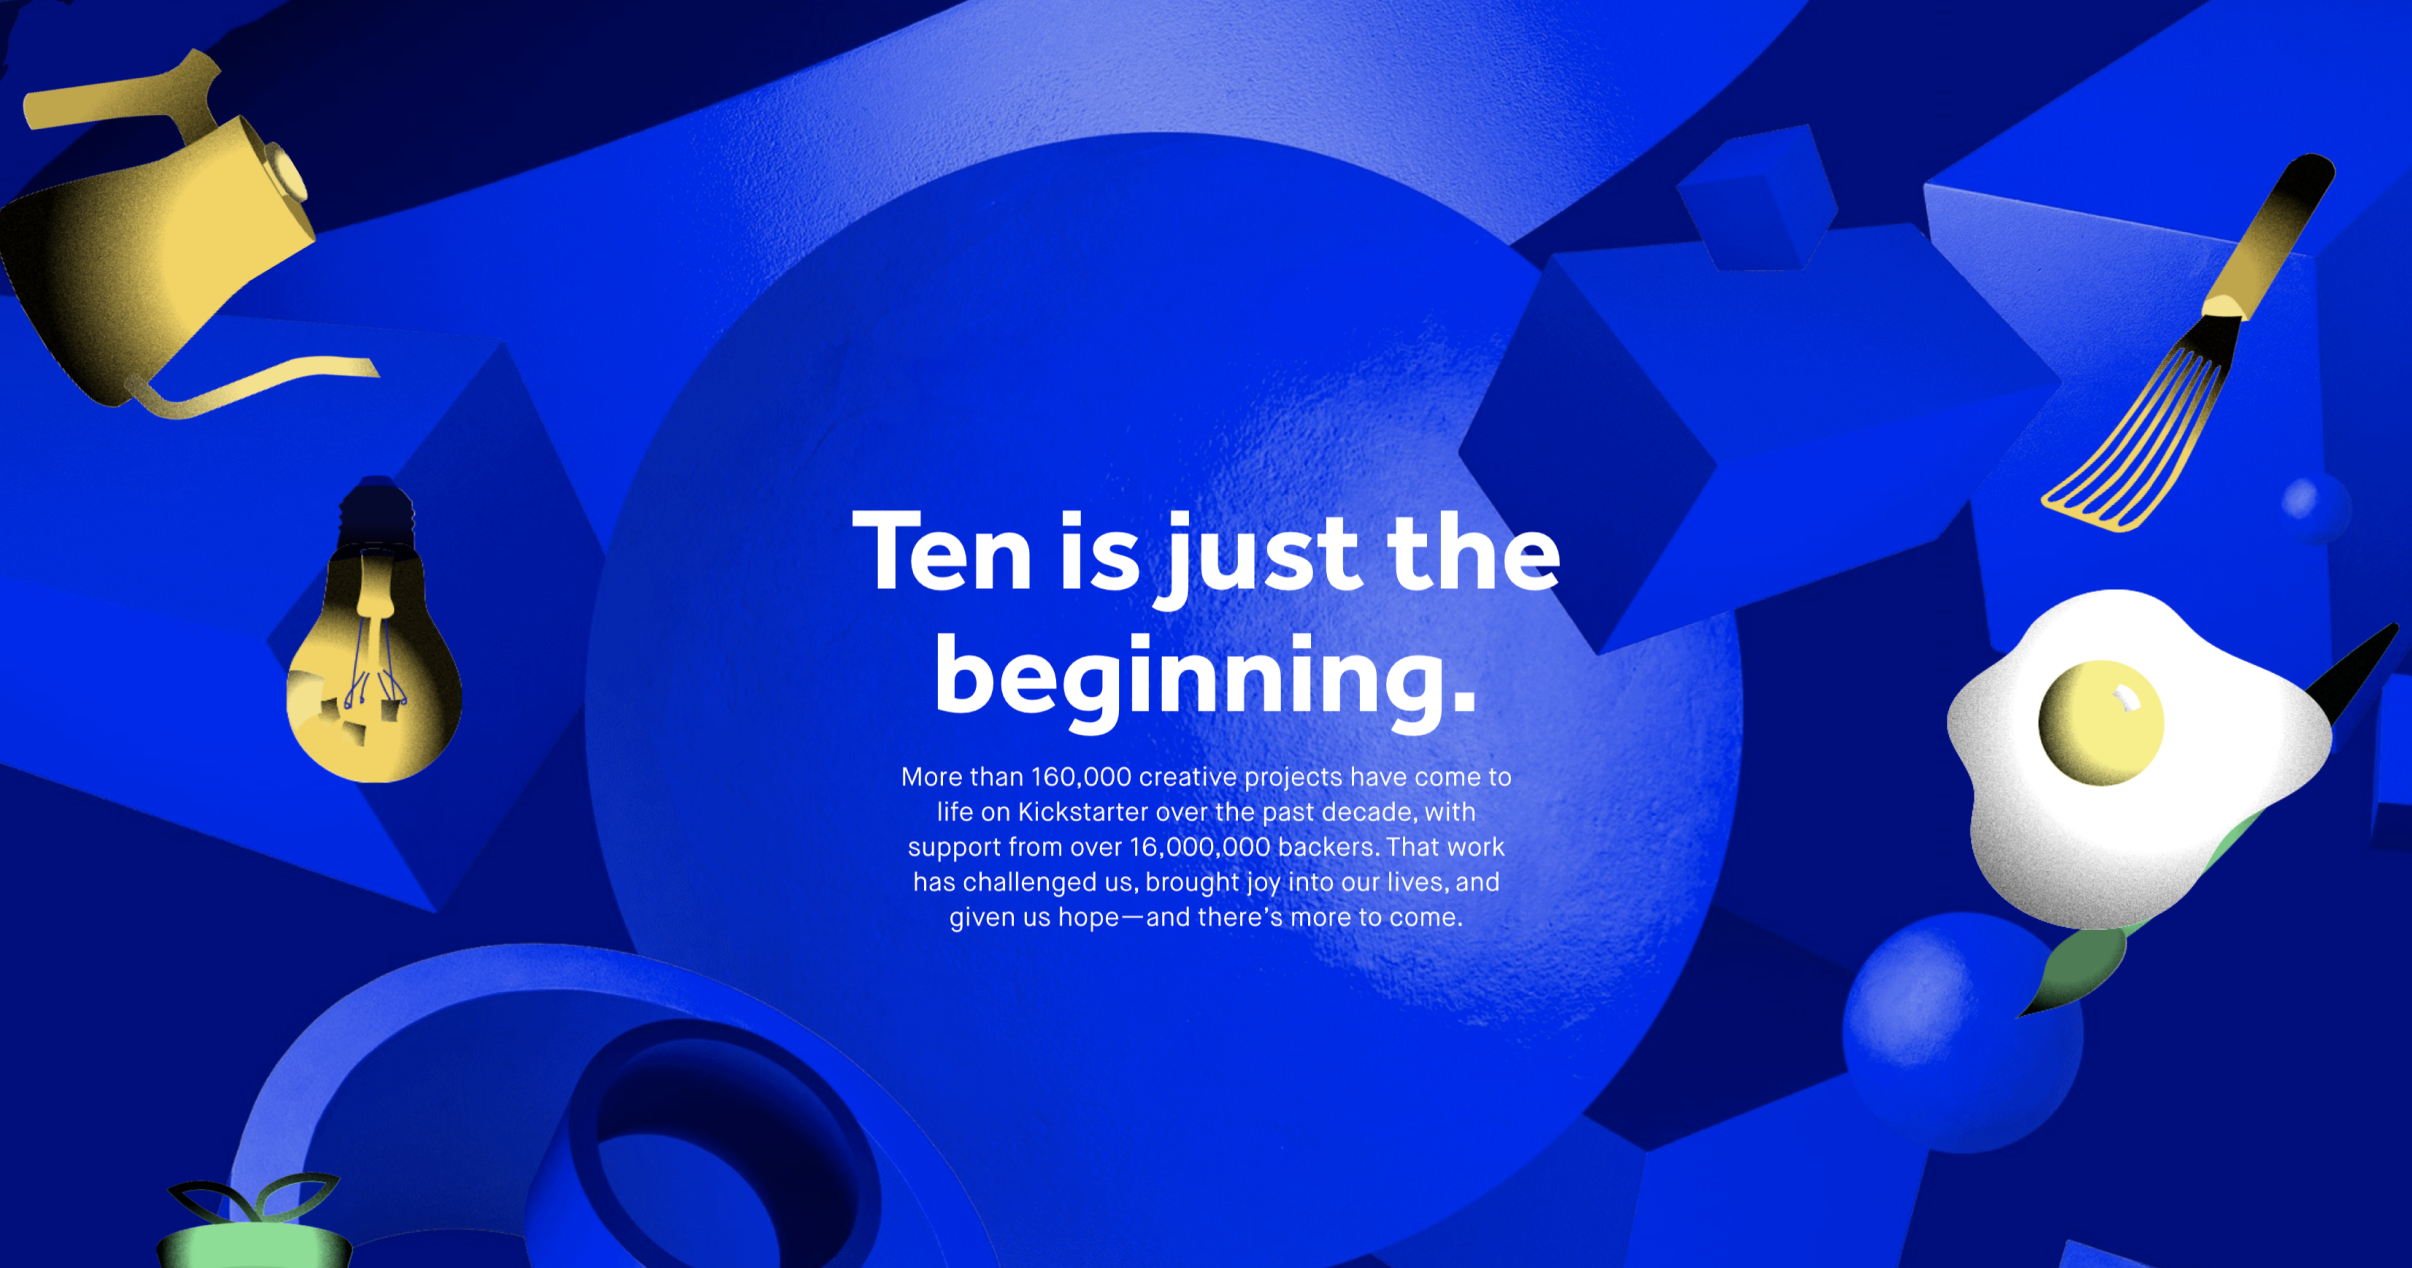 Ten is just the
beginning.
More than 160,000 creative projects have come to
life on Kickstarter over the past decade, with
support from over 16,000,000 backers. That work
has challenged us, brought joy into our lives, and
given us hope—and there’s more to come.